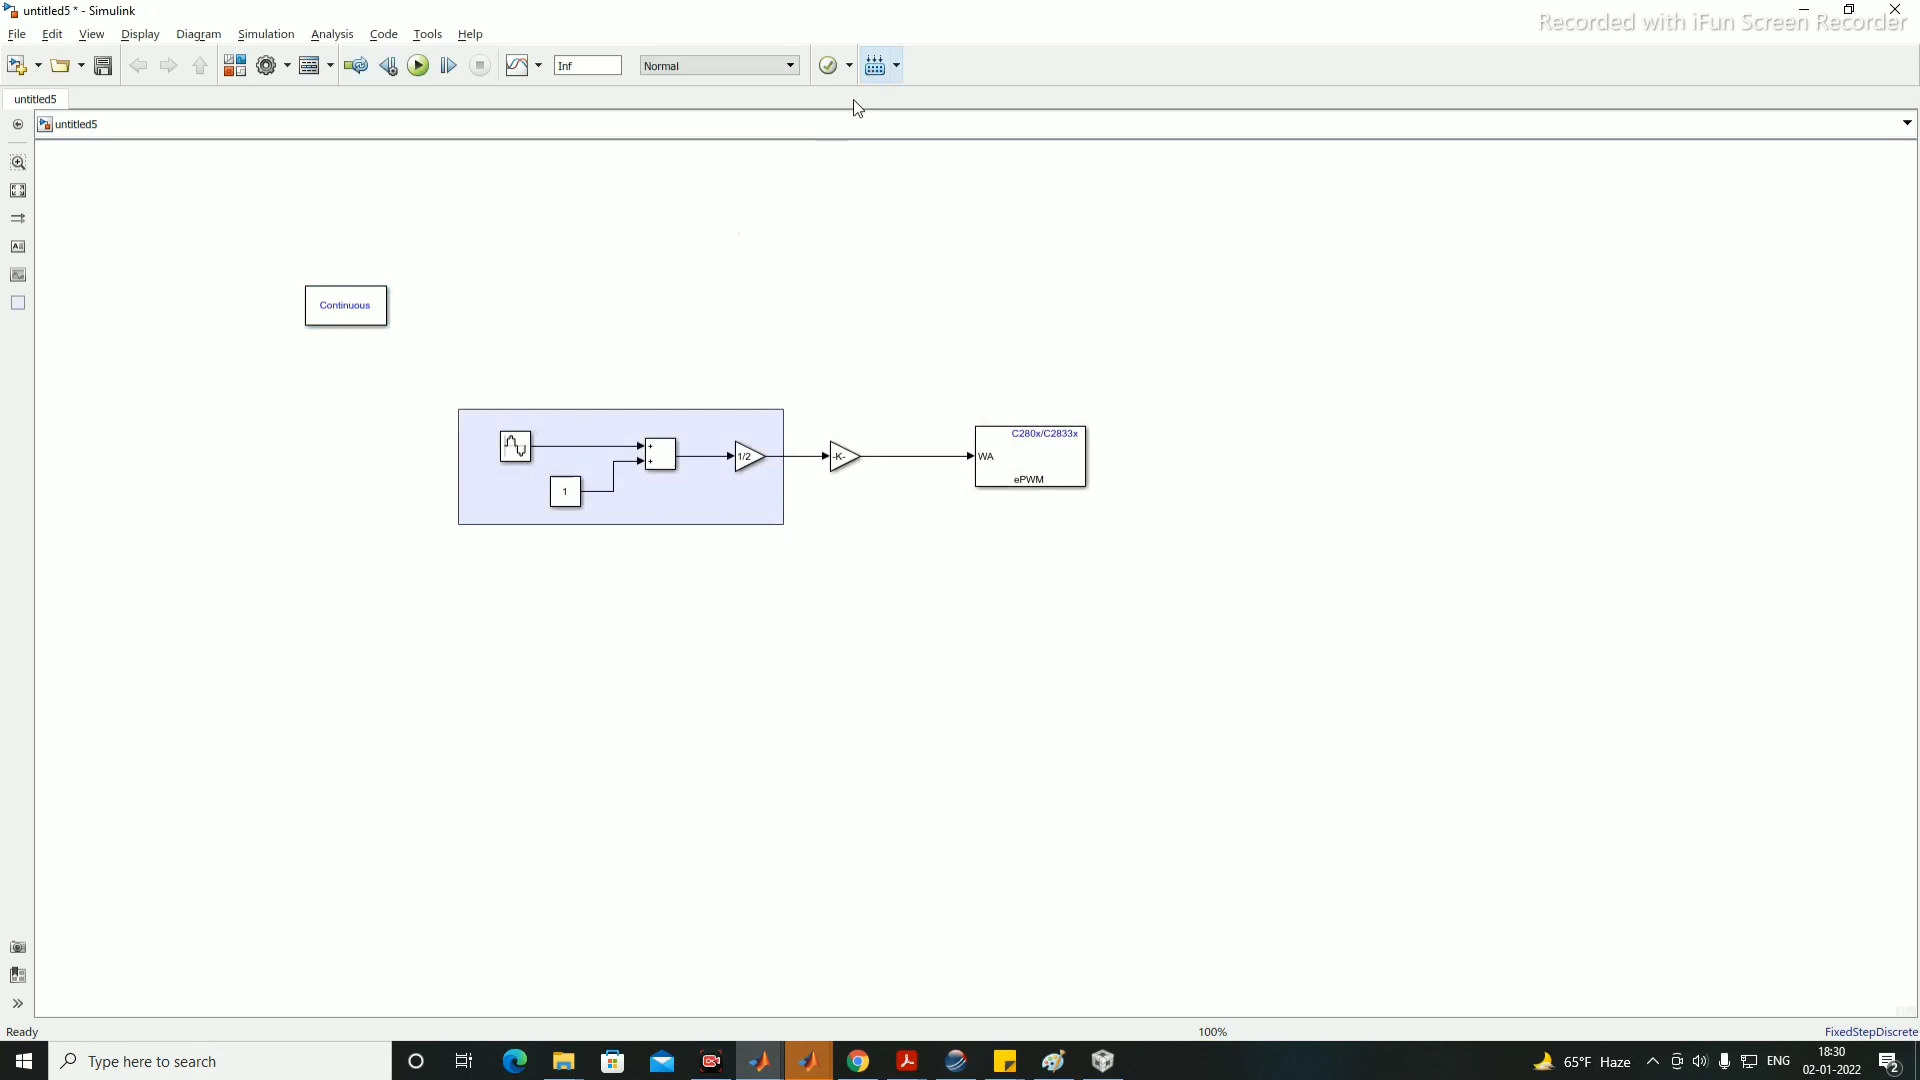 untitled5 * - Simulink
Recorded with iFun Screen Recorder
File Edit View Display Diagram Simulation Analysis Code Tools Help
Inf Normal
untitled5
untitled5
Continuous
C280x/C2833x
+
+
1/2
-K-
WA
1
ePWM
Ready 100% FixedStepDiscrete
Type here to search
65°F Haze
ENG
18:30
02-01-2022
2